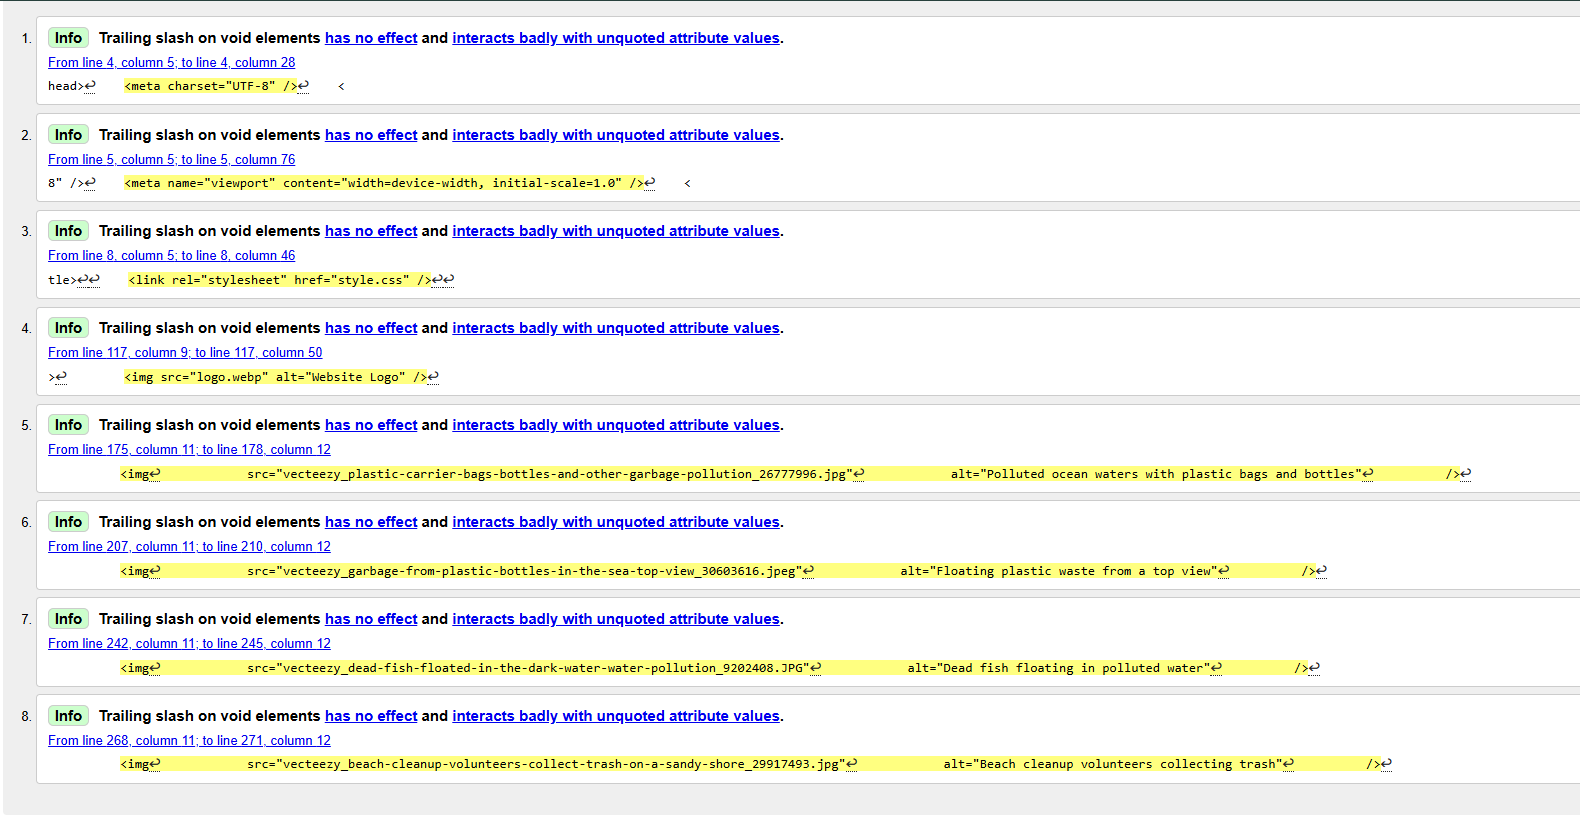 1. Info Trailing slash on void elements has no effect and interacts badly with unquoted attribute values.
From line 4, column 5; to line 4, column 28
head>↩ <meta charset="UTF-8" />↩ <
2. Info Trailing slash on void elements has no effect and interacts badly with unquoted attribute values.
From line 5, column 5; to line 5, column 76
8" />↩ <meta name="viewport" content="width=device-width, initial-scale=1.0" />↩ <
3. Info Trailing slash on void elements has no effect and interacts badly with unquoted attribute values.
From line 8, column 5; to line 8, column 46
tle>↩↩ <link rel="stylesheet" href="style.css" />↩↩
4. Info Trailing slash on void elements has no effect and interacts badly with unquoted attribute values.
From line 117, column 9; to line 117, column 50
>↩ <img src="logo.webp" alt="Website Logo" />↩
5. Info Trailing slash on void elements has no effect and interacts badly with unquoted attribute values.
From line 175, column 11; to line 178, column 12
<img↩ src="vecteezy_plastic-carrier-bags-bottles-and-other-garbage-pollution_26777996.jpg"↩ alt="Polluted ocean waters with plastic bags and bottles"↩ />↩
6. Info Trailing slash on void elements has no effect and interacts badly with unquoted attribute values.
From line 207, column 11; to line 210, column 12
<img↩ src="vecteezy_garbage-from-plastic-bottles-in-the-sea-top-view_30603616.jpeg"↩ alt="Floating plastic waste from a top view"↩ />↩
7. Info Trailing slash on void elements has no effect and interacts badly with unquoted attribute values.
From line 242, column 11; to line 245, column 12
<img↩ src="vecteezy_dead-fish-floated-in-the-dark-water-water-pollution_9202408.JPG"↩ alt="Dead fish floating in polluted water"↩ />↩
8. Info Trailing slash on void elements has no effect and interacts badly with unquoted attribute values.
From line 268, column 11; to line 271, column 12
<img↩ src="vecteezy_beach-cleanup-volunteers-collect-trash-on-a-sandy-shore_29917493.jpg"↩ alt="Beach cleanup volunteers collecting trash"↩ />↩